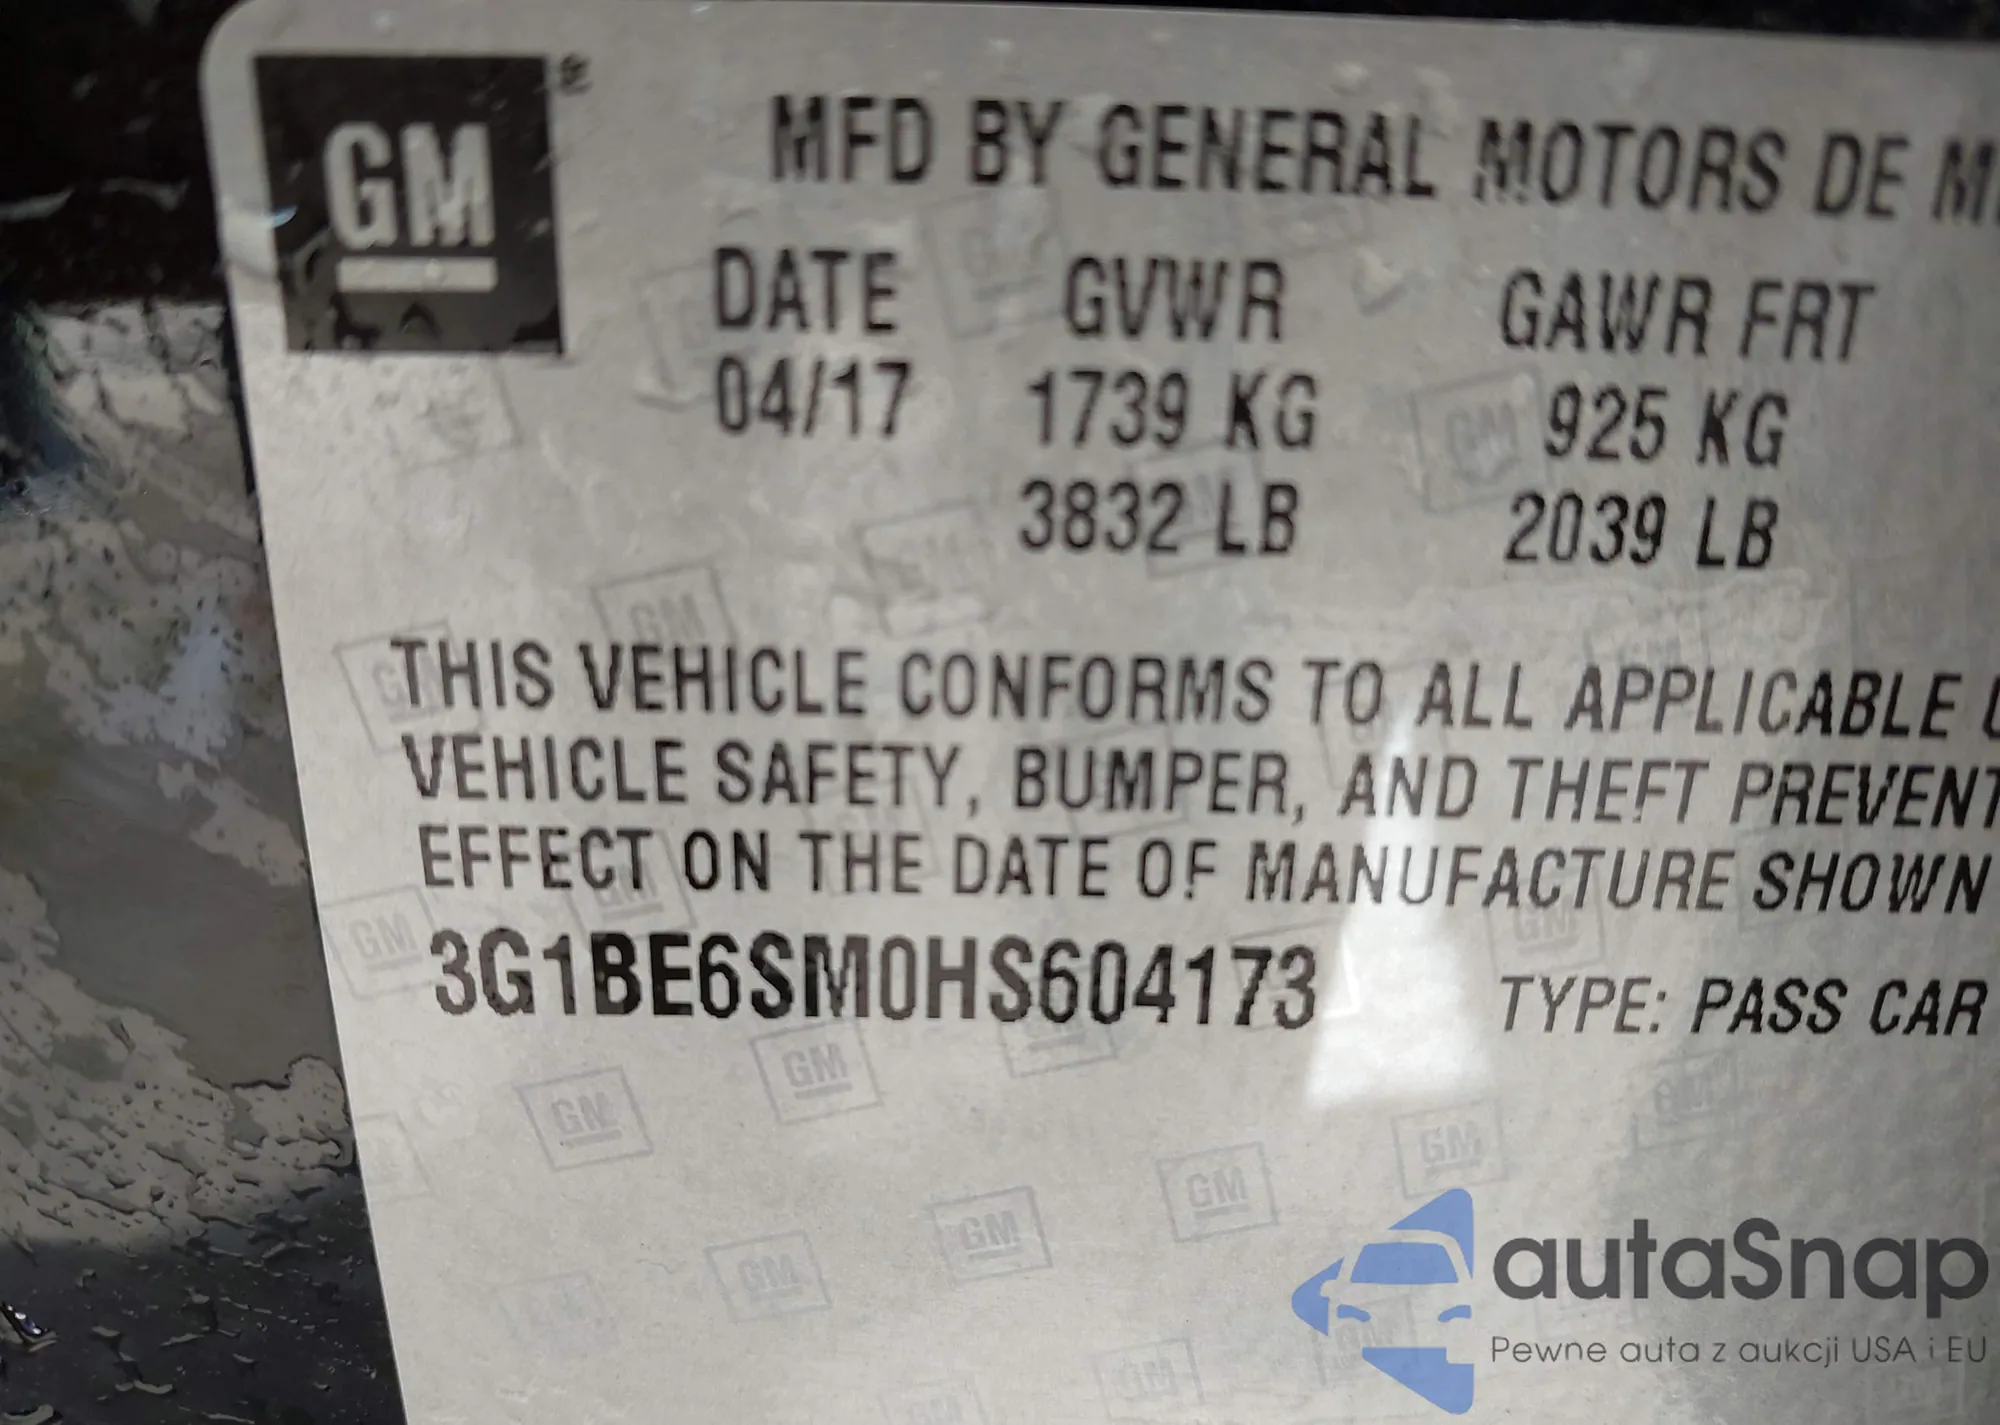 GM ®
MFD BY GENERAL MOTORS DE
DATE GVWR GAWR FRT
04/17 1739 KG 925 KG
3832 LB 2039 LB
THIS VEHICLE CONFORMS TO ALL APPLICABLE
VEHICLE SAFETY, BUMPER, AND THEFT PREVENT
EFFECT ON THE DATE OF MANUFACTURE SHOWN
3G1BE6SM0HS604173 TYPE: PASS CAR
autaSnap
Pewne auta z aukcji USA i EU